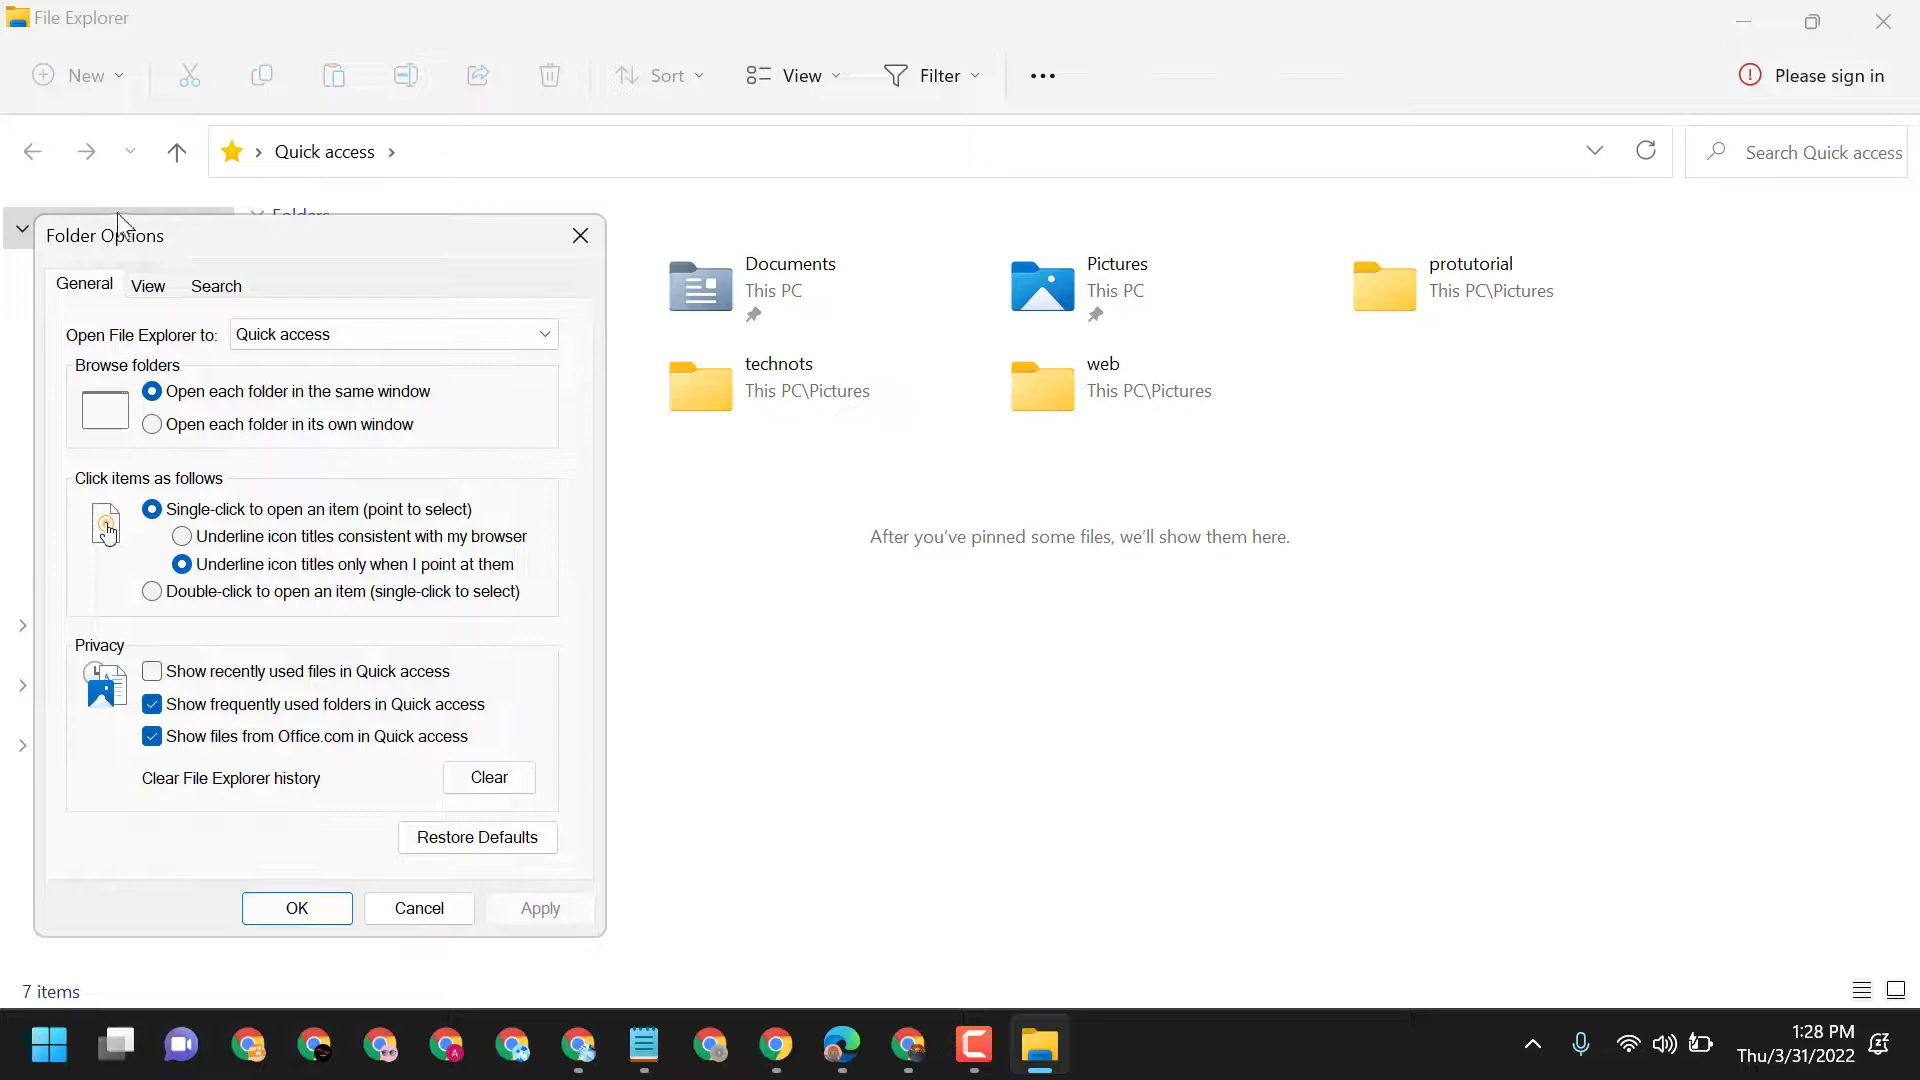 File Explorer
New
Sort
View
Filter
Please sign in
Quick access
Search Quick access
Folders
Folder Options
General
View
Search
Open File Explorer to:
Quick access
Browse folders
Open each folder in the same window
Open each folder in its own window
Click items as follows
Single-click to open an item (point to select)
Underline icon titles consistent with my browser
Underline icon titles only when I point at them
Double-click to open an item (single-click to select)
Privacy
Show recently used files in Quick access
Show frequently used folders in Quick access
Show files from Office.com in Quick access
Clear File Explorer history
Clear
Restore Defaults
OK
Cancel
Apply
Documents
This PC
Pictures
This PC
protutorial
This PC\Pictures
technots
This PC\Pictures
web
This PC\Pictures
After you've pinned some files, we'll show them here.
7 items
1:28 PM
Thu/3/31/2022